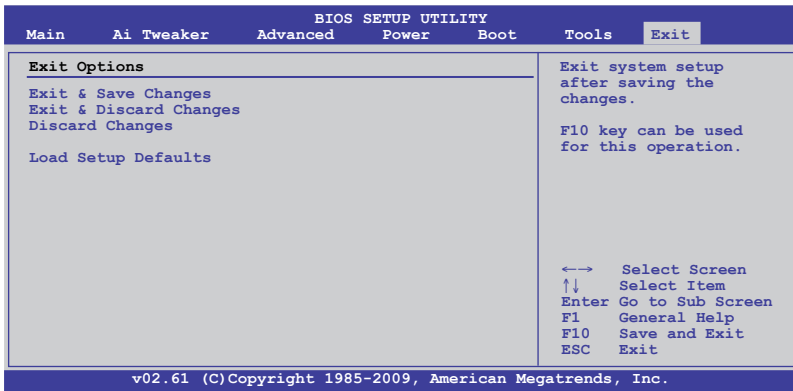 BIOS SETUP UTILITY
Main Ai Tweaker Advanced Power Boot Tools Exit
Exit Options
Exit & Save Changes
Exit & Discard Changes
Discard Changes
Load Setup Defaults
Exit system setup
after saving the
changes.
F10 key can be used
for this operation.
←→ Select Screen
↑↓ Select Item
Enter Go to Sub Screen
F1 General Help
F10 Save and Exit
ESC Exit
v02.61 (C)Copyright 1985-2009, American Megatrends, Inc.